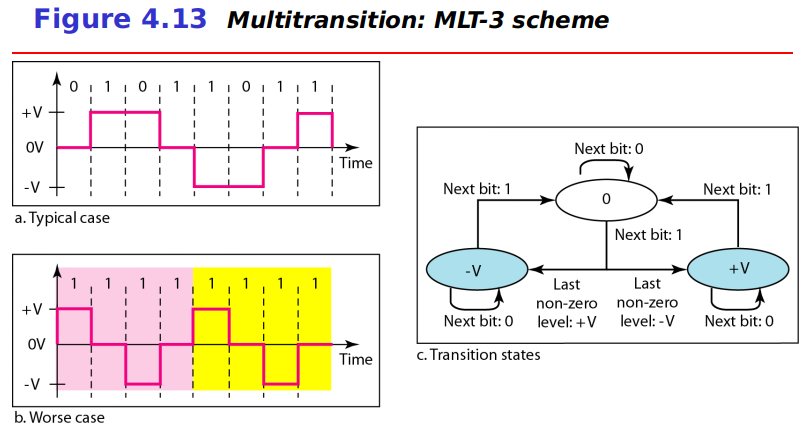 Figure 4.13 Multitransition: MLT-3 scheme
0 1 0 1 1 0 1 1
+V
0V
-V
Time
a. Typical case
1 1 1 1 1 1 1 1
+V
0V
-V
Time
b. Worse case
Next bit: 0
Next bit: 1
0
Next bit: 1
Next bit: 1
-V
+V
Last
non-zero
level: +V
Last
non-zero
level: -V
Next bit: 0
Next bit: 0
c. Transition states